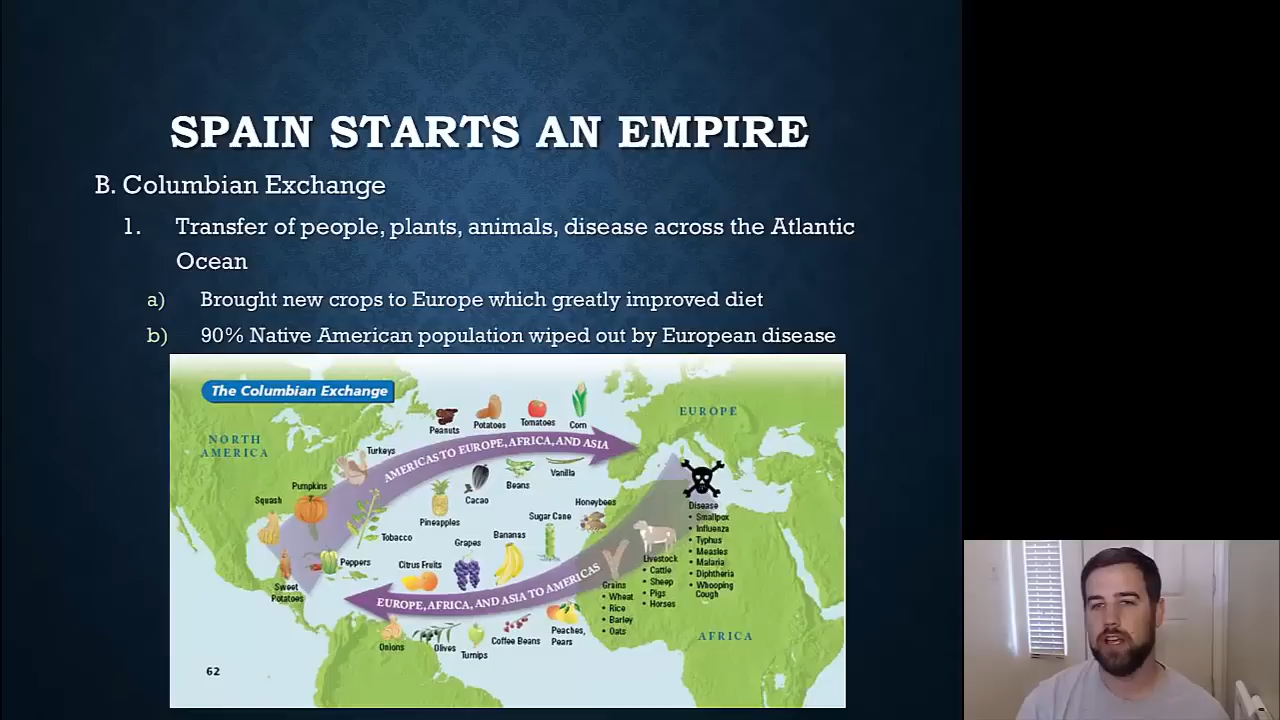 SPAIN STARTS AN EMPIRE
B. Columbian Exchange
1. Transfer of people, plants, animals, disease across the Atlantic
Ocean
a) Brought new crops to Europe which greatly improved diet
b) 90% Native American population wiped out by European disease
The Columbian Exchange
NORTH
AMERICA
EUROPE
AFRICA
Peanuts
Potatoes
Tomatoes
Corn
Turkeys
AMERICAS TO EUROPE, AFRICA, AND ASIA
Pumpkins
Squash
Cacao
Beans
Vanilla
Pineapples
Tobacco
Peppers
Sweet
Potatoes
Honeybees
Sugar Cane
Bananas
Grapes
Citrus Fruits
EUROPE, AFRICA, AND ASIA TO AMERICAS
Onions
Olives
Turnips
Coffee Beans
Peaches,
Pears
Grains
• Wheat
• Rice
• Barley
• Oats
Livestock
• Cattle
• Sheep
• Pigs
• Horses
Disease
• Smallpox
• Influenza
• Typhus
• Measles
• Malaria
• Diphtheria
• Whooping
Cough
62